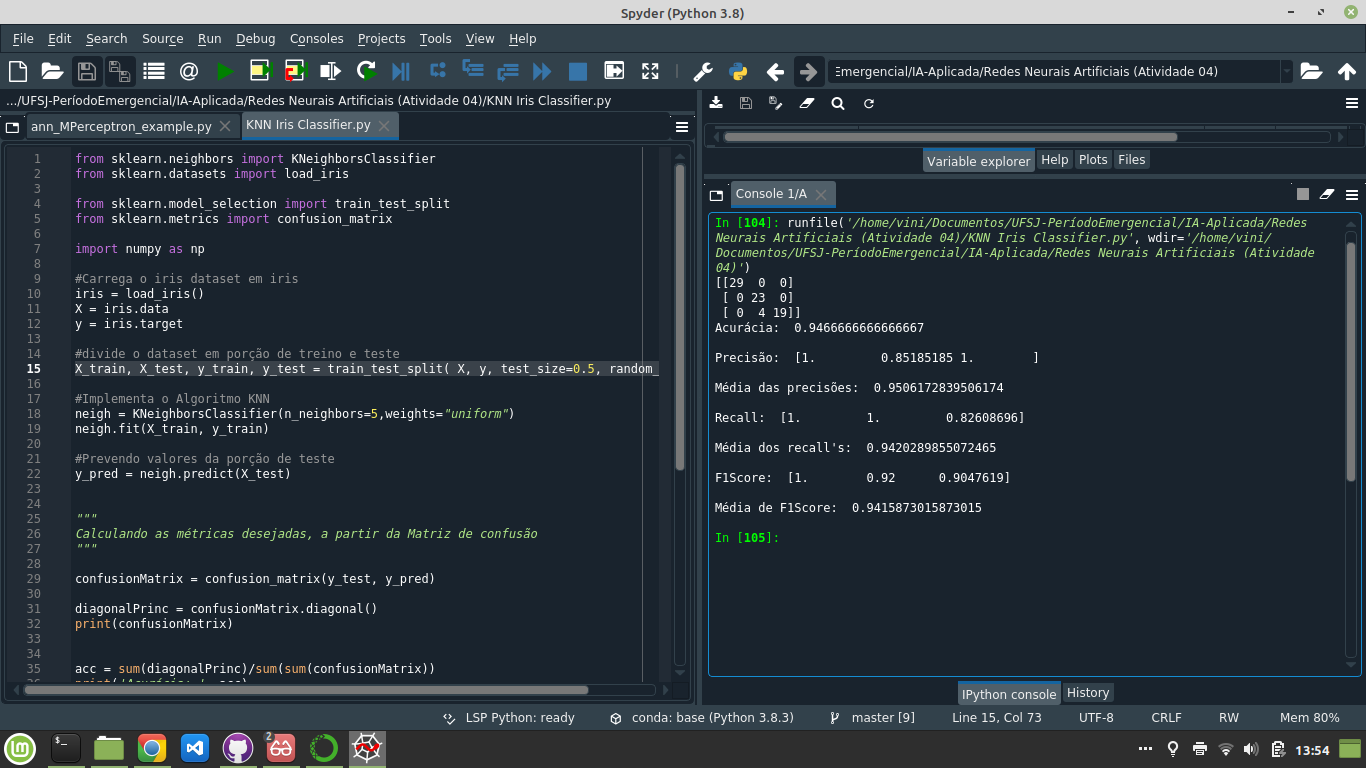 Spyder (Python 3.8)
File Edit Search Source Run Debug Consoles Projects Tools View Help
Emergencial/IA-Aplicada/Redes Neurais Artificiais (Atividade 04)
.../UFSJ-PeríodoEmergencial/IA-Aplicada/Redes Neurais Artificiais (Atividade 04)/KNN Iris Classifier.py
ann_MPerceptron_example.py
KNN Iris Classifier.py
1 from sklearn.neighbors import KNeighborsClassifier
2 from sklearn.datasets import load_iris
3
4 from sklearn.model_selection import train_test_split
5 from sklearn.metrics import confusion_matrix
6
7 import numpy as np
8
9 #Carrega o iris dataset em iris
10 iris = load_iris()
11 X = iris.data
12 y = iris.target
13
14 #divide o dataset em porção de treino e teste
15 X_train, X_test, y_train, y_test = train_test_split( X, y, test_size=0.5, random_
16
17 #Implementa o Algoritmo KNN
18 neigh = KNeighborsClassifier(n_neighbors=5,weights="uniform")
19 neigh.fit(X_train, y_train)
20
21 #Prevendo valores da porção de teste
22 y_pred = neigh.predict(X_test)
23
24
25 """
26 Calculando as métricas desejadas, a partir da Matriz de confusão
27 """
28
29 confusionMatrix = confusion_matrix(y_test, y_pred)
30
31 diagonalPrinc = confusionMatrix.diagonal()
32 print(confusionMatrix)
33
34
35 acc = sum(diagonalPrinc)/sum(sum(confusionMatrix))
Variable explorer Help Plots Files
Console 1/A
In [104]: runfile('/home/vini/Documentos/UFSJ-PeríodoEmergencial/IA-Aplicada/Redes
Neurais Artificiais (Atividade 04)/KNN Iris Classifier.py', wdir='/home/vini/
Documentos/UFSJ-PeríodoEmergencial/IA-Aplicada/Redes Neurais Artificiais (Atividade
04)')
[[29 0 0]
[ 0 23 0]
[ 0 4 19]]
Acurácia: 0.9466666666666667
Precisão: [1. 0.85185185 1. ]
Média das precisões: 0.9506172839506174
Recall: [1. 1. 0.82608696]
Média dos recall's: 0.9420289855072465
F1Score: [1. 0.92 0.9047619]
Média de F1Score: 0.9415873015873015
In [105]:
IPython console History
LSP Python: ready conda: base (Python 3.8.3) master [9] Line 15, Col 73 UTF-8 CRLF RW Mem 80%
$_
2
13:54